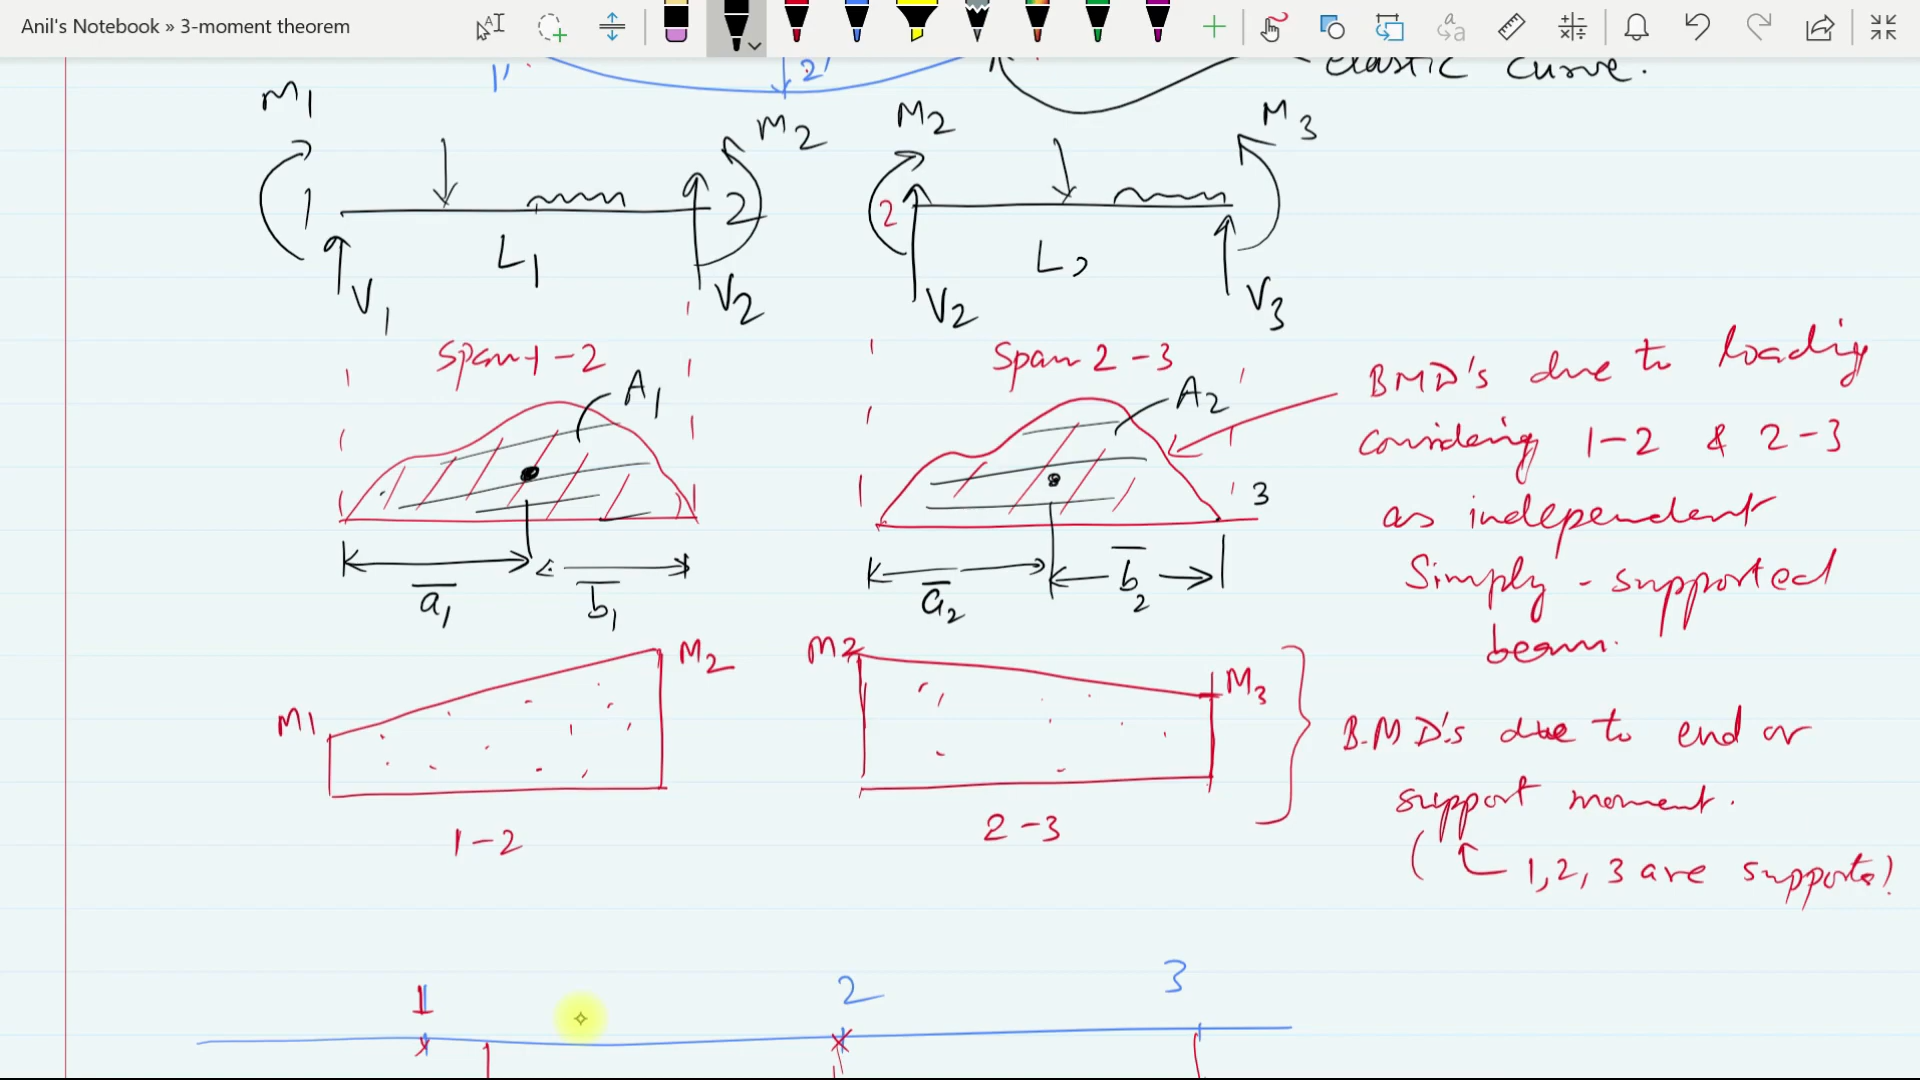 Anil's Notebook » 3-moment theorem
1' 2' elastic curve.
M1 M2 M2 M3
1 2 2
L1 L2
V1 V2 V2 V3
Span 1-2 Span 2-3
A1 A2
BMD's due to loading
considering 1-2 & 2-3
as independent
Simply-supported
beam.
3
a1 b1 a2 b2
M1 M2 M2 M3
1-2 2-3
B.M D's due to end or
support moment.
( 1, 2, 3 are supports)
1 2 3